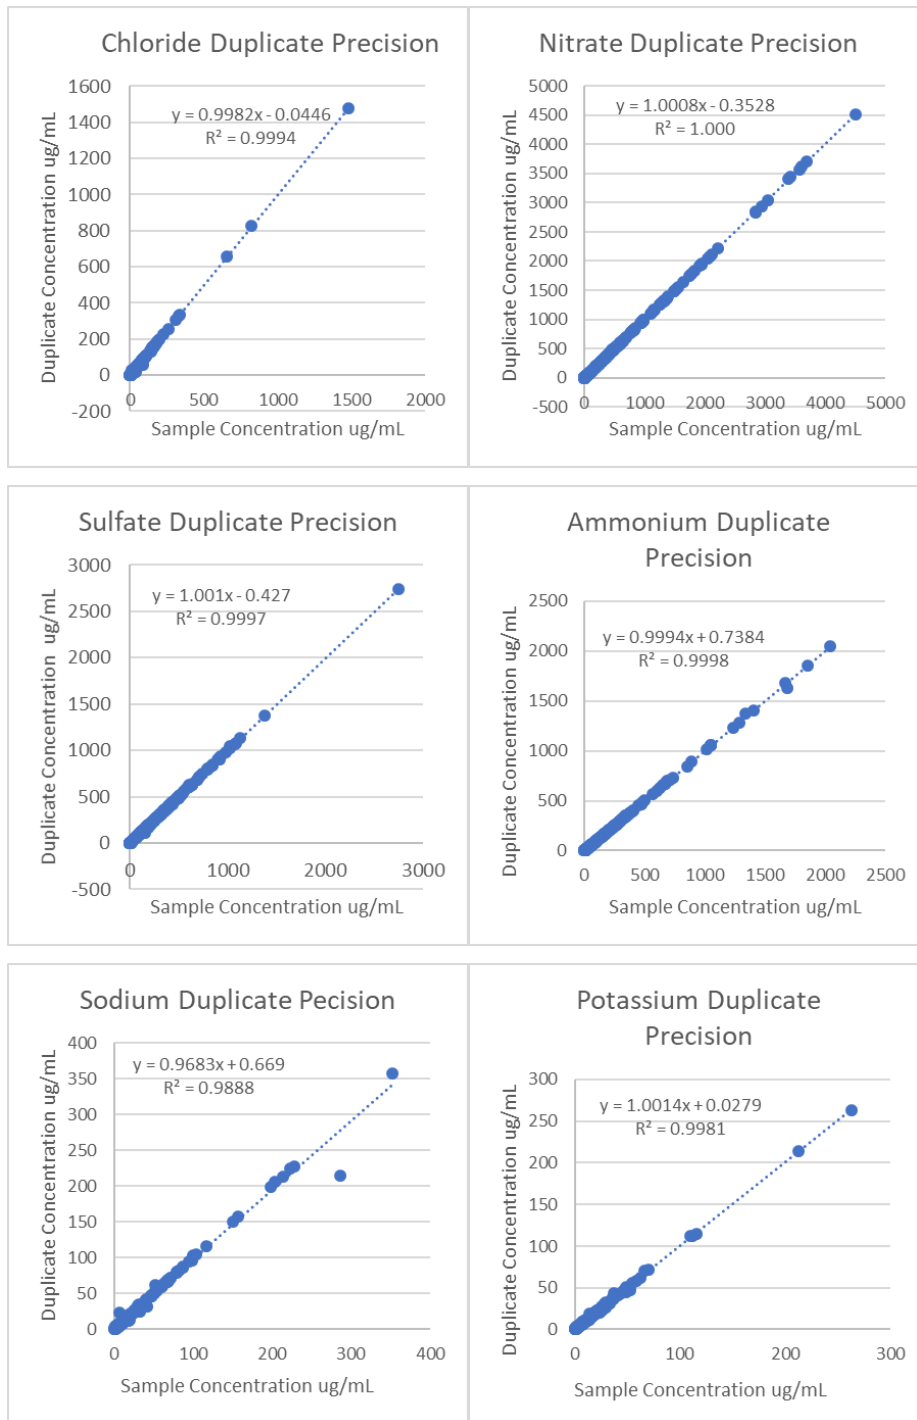 Chloride Duplicate Precision
Duplicate Concentration ug/mL
1600
1400
1200
1000
800
600
400
200
0
-200
y = 0.9982x - 0.0446
R² = 0.9994
0 500 1000 1500 2000
Sample Concentration ug/mL
Nitrate Duplicate Precision
Duplicate Concentration ug/mL
5000
4500
4000
3500
3000
2500
2000
1500
1000
500
0
-500
y = 1.0008x - 0.3528
R² = 1.000
0 1000 2000 3000 4000 5000
Sample Concentration ug/mL
Sulfate Duplicate Precision
Duplicate Concentration ug/mL
3000
2500
2000
1500
1000
500
0
-500
y = 1.001x - 0.427
R² = 0.9997
0 1000 2000 3000
Sample Concentration ug/mL
Ammonium Duplicate
Precision
Duplicate Concentration ug/mL
2500
2000
1500
1000
500
0
y = 0.9994x + 0.7384
R² = 0.9998
0 500 1000 1500 2000 2500
Sample Concentration ug/mL
Sodium Duplicate Pecision
Duplicate Concentration ug/mL
400
350
300
250
200
150
100
50
0
y = 0.9683x + 0.669
R² = 0.9888
0 100 200 300 400
Sample Concentration ug/mL
Potassium Duplicate
Precision
Duplicate Concentration ug/mL
300
250
200
150
100
50
0
y = 1.0014x + 0.0279
R² = 0.9981
0 100 200 300
Sample Concentration ug/mL